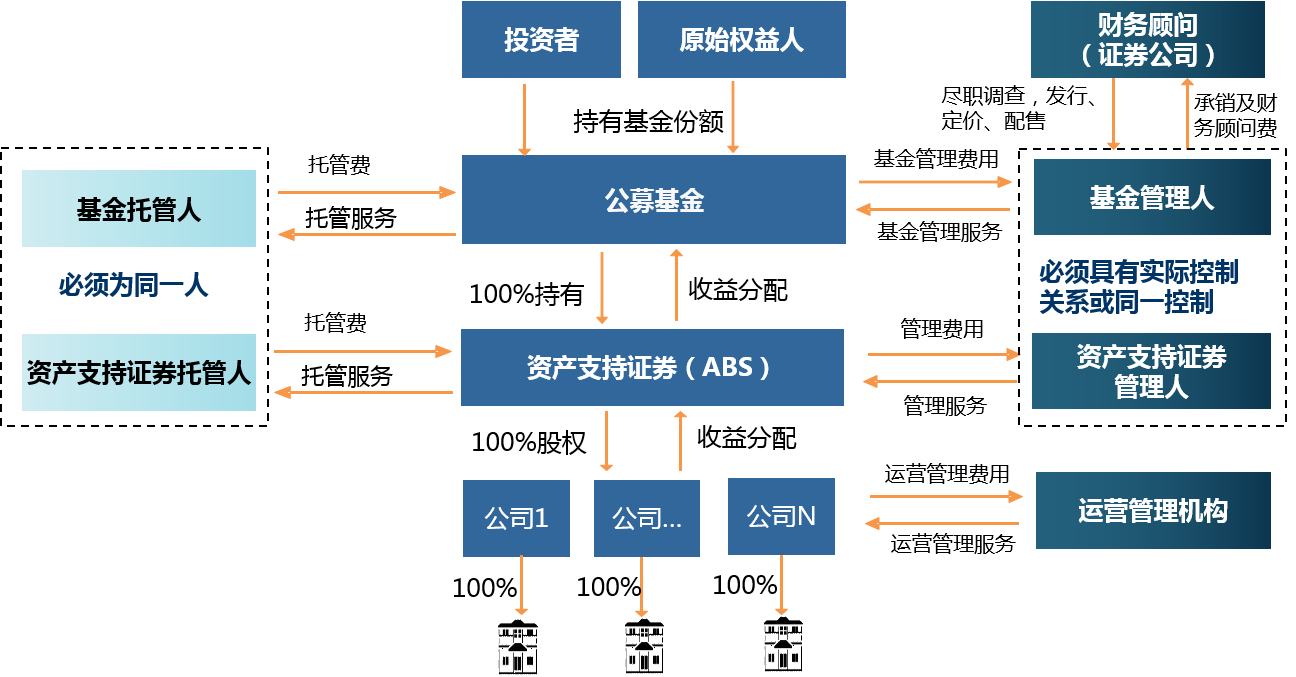 投资者
原始权益人
财务顾问
（证券公司）
尽职调查，发行、
定价、配售
承销及财
务顾问费
持有基金份额
托管费
基金管理费用
基金托管人
公募基金
基金管理人
托管服务
基金管理服务
必须为同一人
100%持有
收益分配
必须具有实际控制
关系或同一控制
托管费
管理费用
资产支持证券托管人
资产支持证券（ABS）
资产支持证券
管理人
托管服务
管理服务
100%股权
收益分配
运营管理费用
公司1
公司...
公司N
运营管理机构
运营管理服务
100%
100%
100%